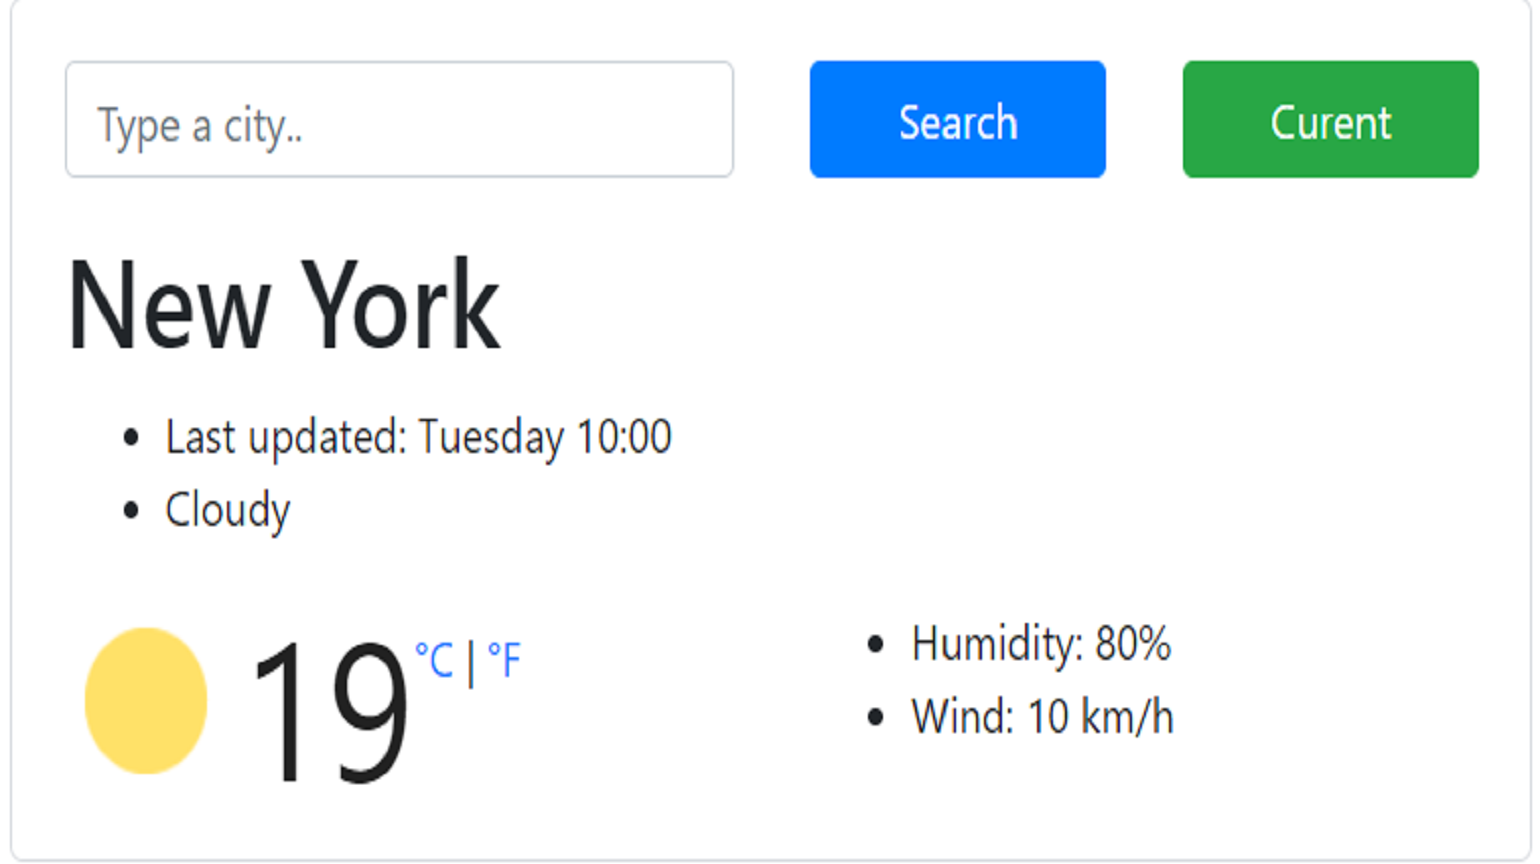 Type a city..
Search
Curent
New York
• Last updated: Tuesday 10:00
• Cloudy
19 °C | °F
• Humidity: 80%
• Wind: 10 km/h